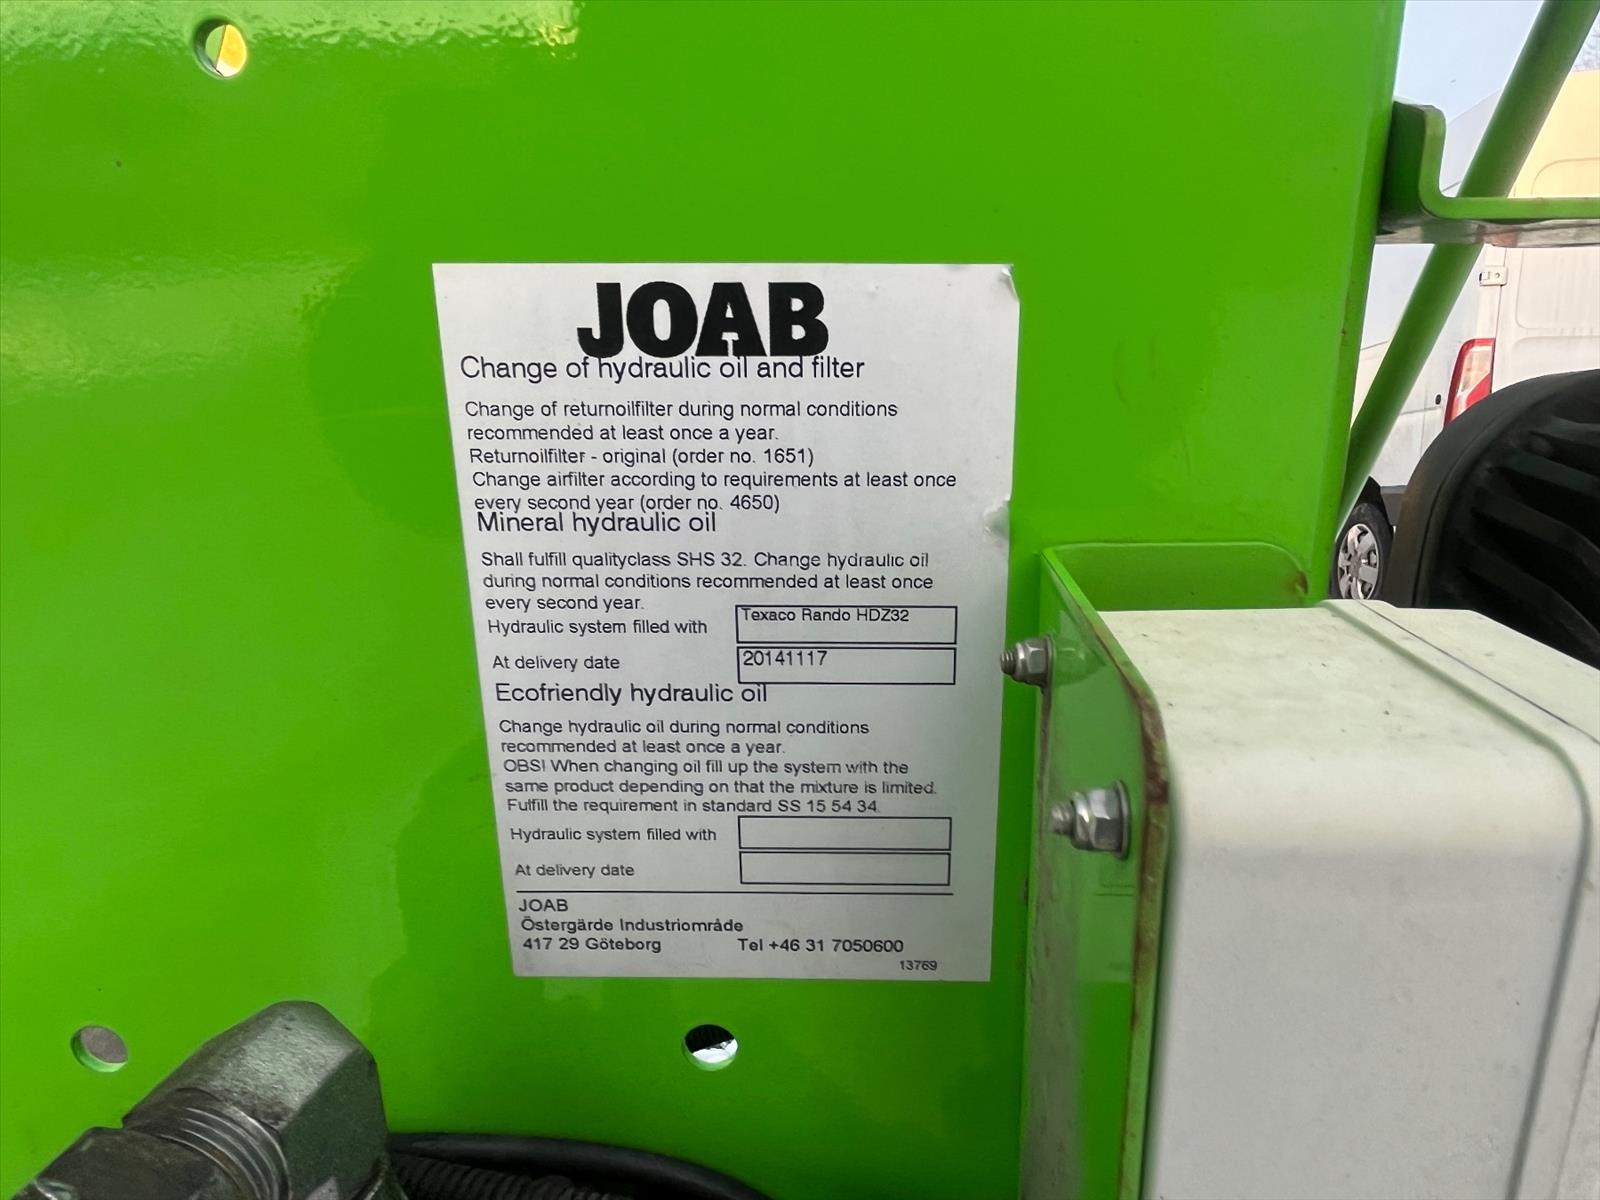 JOAB
Change of hydraulic oil and filter
Change of returnoilfilter during normal conditions
recommended at least once a year.
Returnoilfilter - original (order no. 1651)
Change airfilter according to requirements at least once
every second year (order no. 4650)
Mineral hydraulic oil
Shall fulfill qualityclass SHS 32. Change hydraulic oil
during normal conditions recommended at least once
every second year.
Hydraulic system filled with Texaco Rando HDZ32
At delivery date 20141117
Ecofriendly hydraulic oil
Change hydraulic oil during normal conditions
recommended at least once a year.
OBS! When changing oil fill up the system with the
same product depending on that the mixture is limited.
Fulfill the requirement in standard SS 15 54 34.
Hydraulic system filled with
At delivery date
JOAB
Östergärde Industriområde
417 29 Göteborg Tel +46 31 7050600
13769